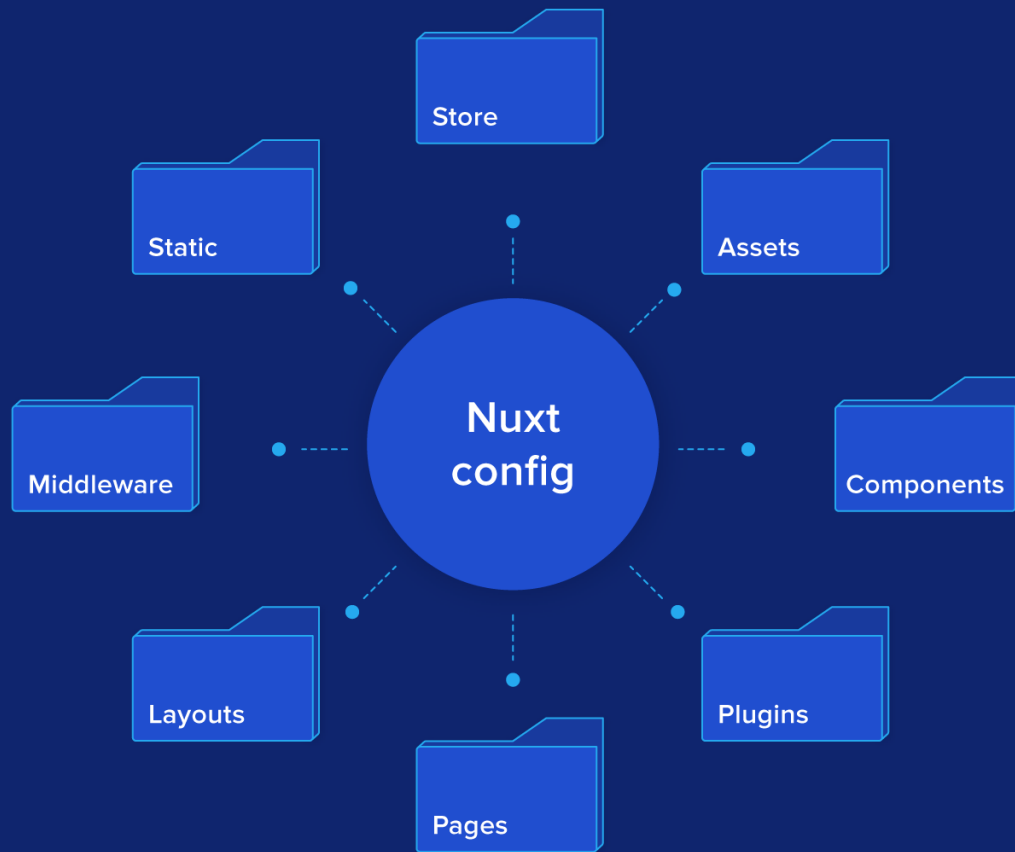 Store
Static
Assets
Nuxt
config
Middleware
Components
Layouts
Plugins
Pages